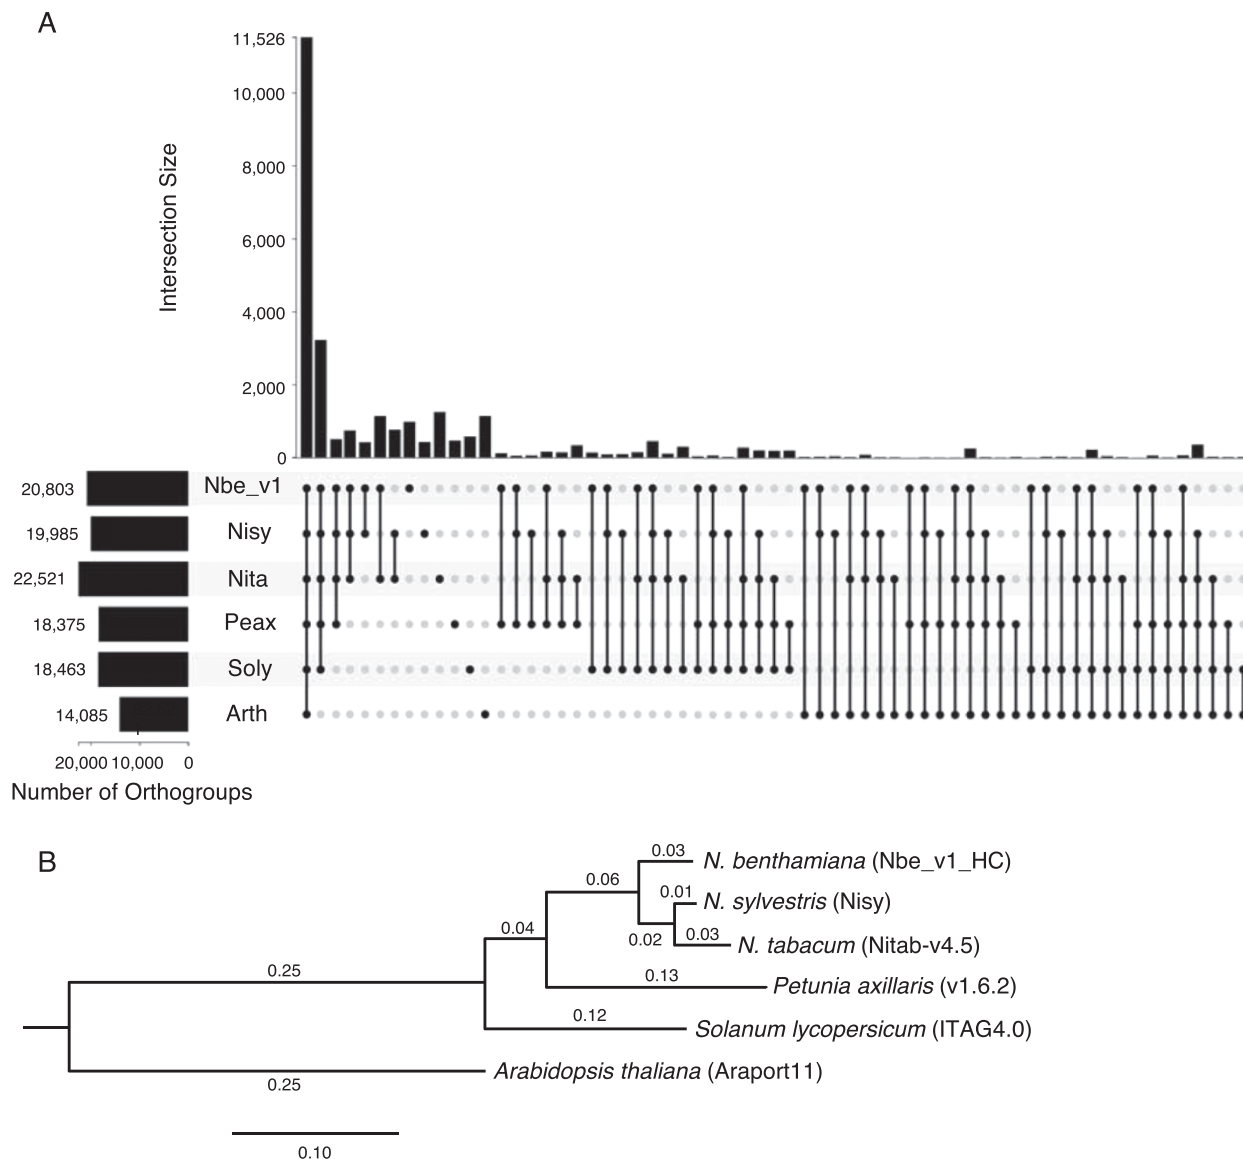 A
Intersection Size
11,526
10,000
8,000
6,000
4,000
2,000
0
20,803 Nbe_v1
19,985 Nisy
22,521 Nita
18,375 Peax
18,463 Soly
14,085 Arth
20,000 10,000 0
Number of Orthogroups
B
0.03 N. benthamiana (Nbe_v1_HC)
0.06
0.01 N. sylvestris (Nisy)
0.04
0.02 0.03 N. tabacum (Nitab-v4.5)
0.25
0.13 Petunia axillaris (v1.6.2)
0.12 Solanum lycopersicum (ITAG4.0)
0.25 Arabidopsis thaliana (Araport11)
0.10